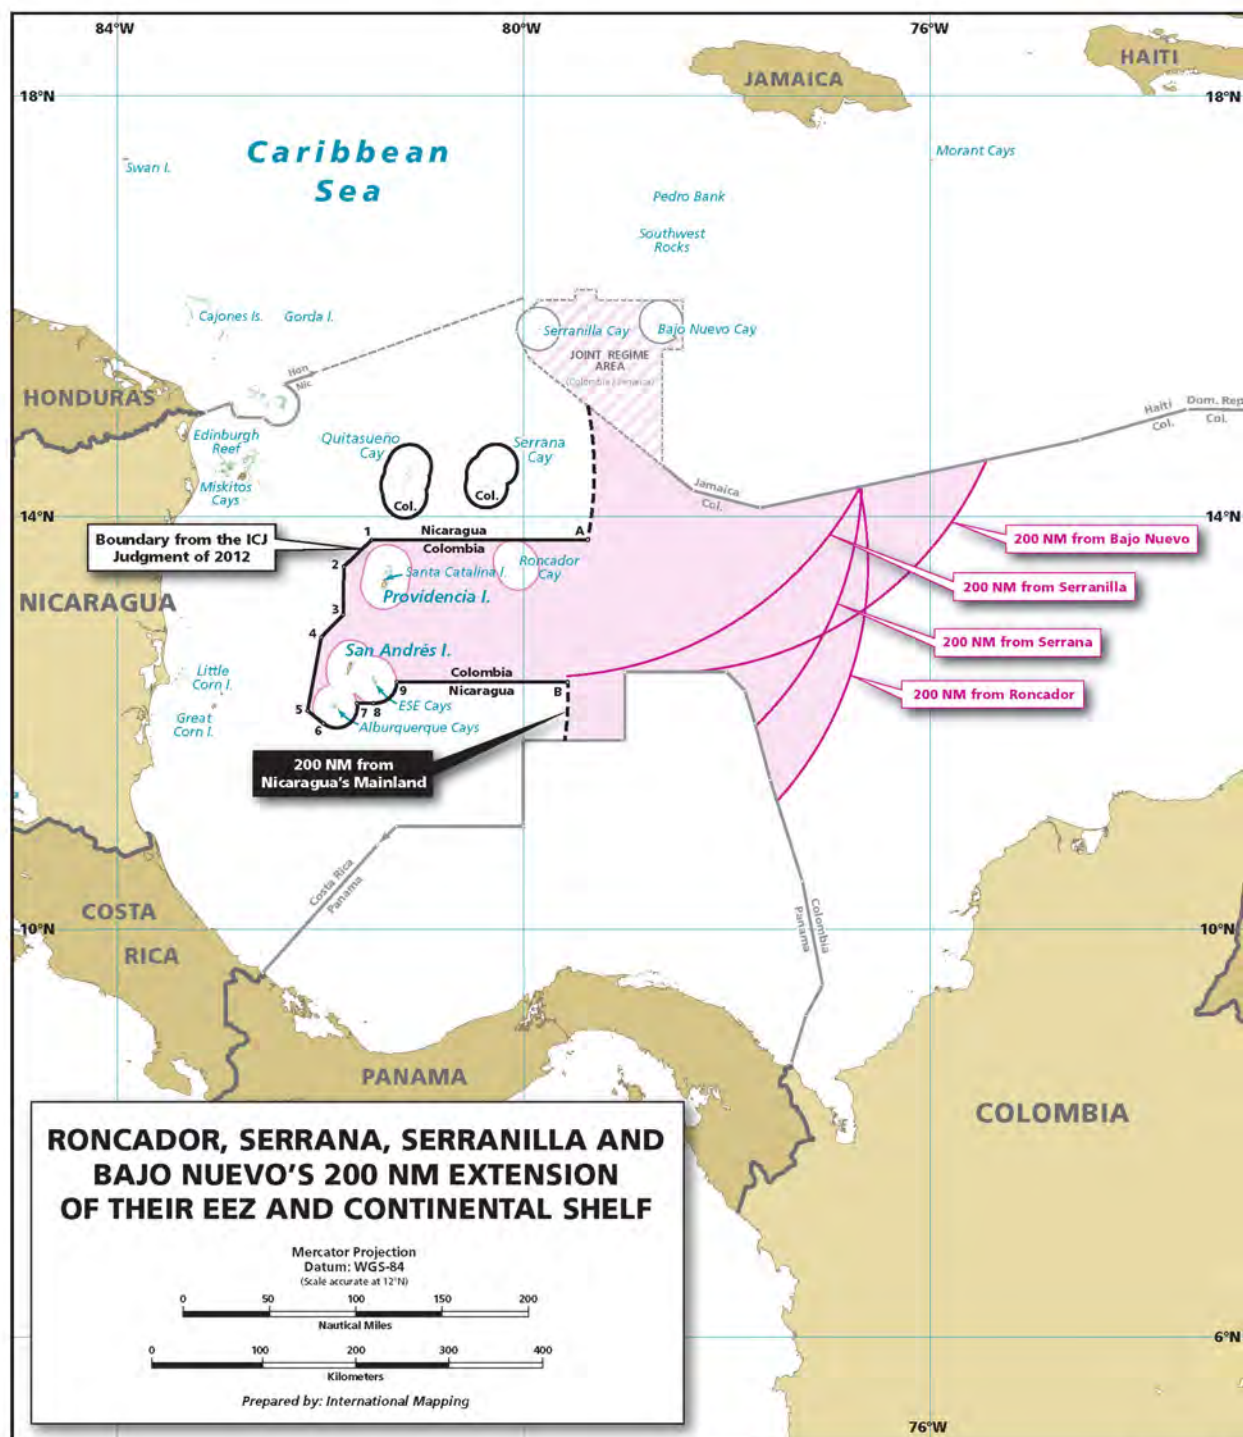 84°W
80°W
76°W
HAITI
JAMAICA
18°N
18°N
Caribbean
Sea
Swan I.
Morant Cays
Pedro Bank
Southwest
Rocks
Cajones Is.
Gorda I.
Serranilla Cay
Bajo Nuevo Cay
JOINT REGIME
AREA
(Colombia / Jamaica)
Hon
Nic
HONDURAS
Haiti
Col.
Dom. Rep.
Col.
Edinburgh
Reef
Quitasueño
Cay
Serrana
Cay
Miskitos
Cays
Col.
Col.
Jamaica
Col.
14°N
14°N
1
Nicaragua
A
Colombia
Boundary from the ICJ
Judgment of 2012
200 NM from Bajo Nuevo
2
Santa Catalina I.
Roncador
Cay
200 NM from Serranilla
NICARAGUA
Providencia I.
3
4
San Andrés I.
200 NM from Serrana
Little
Corn I.
Colombia
9
Nicaragua
B
200 NM from Roncador
ESE Cays
5
6
7
8
Great
Corn I.
Alburquerque Cays
200 NM from
Nicaragua's Mainland
Costa Rica
Panama
COSTA
RICA
Colombia
Panama
10°N
10°N
PANAMA
COLOMBIA
RONCADOR, SERRANA, SERRANILLA AND
BAJO NUEVO'S 200 NM EXTENSION
OF THEIR EEZ AND CONTINENTAL SHELF
Mercator Projection
Datum: WGS-84
(Scale accurate at 12°N)
0 50 100 150 200
Nautical Miles
0 100 200 300 400
Kilometers
Prepared by: International Mapping
6°N
76°W